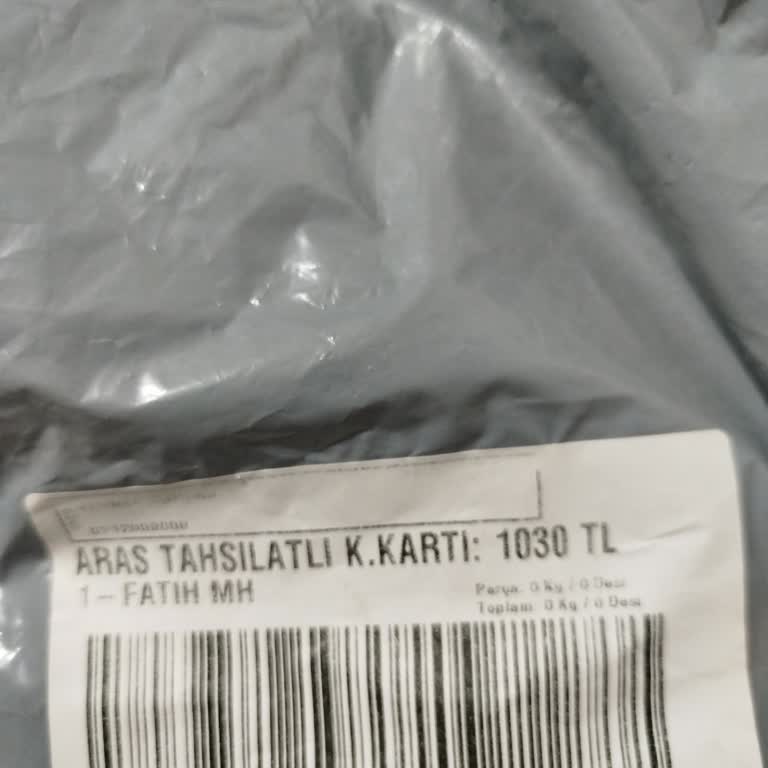 ARAS TAHSILATLI K.KARTI: 1030 TL
1 - FATIH MH
Parça: 0 Kg / 0 Desi
Toplam: 0 Kg / 0 Desi